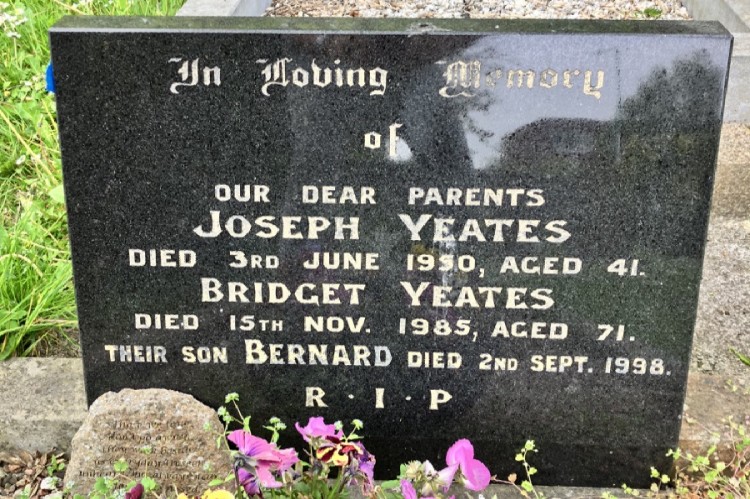 In Loving Memory
of
OUR DEAR PARENTS
JOSEPH YEATES
DIED 3RD JUNE 1950, AGED 41.
BRIDGET YEATES
DIED 15TH NOV. 1985, AGED 71.
THEIR SON BERNARD DIED 2ND SEPT. 1998.
R · I · P